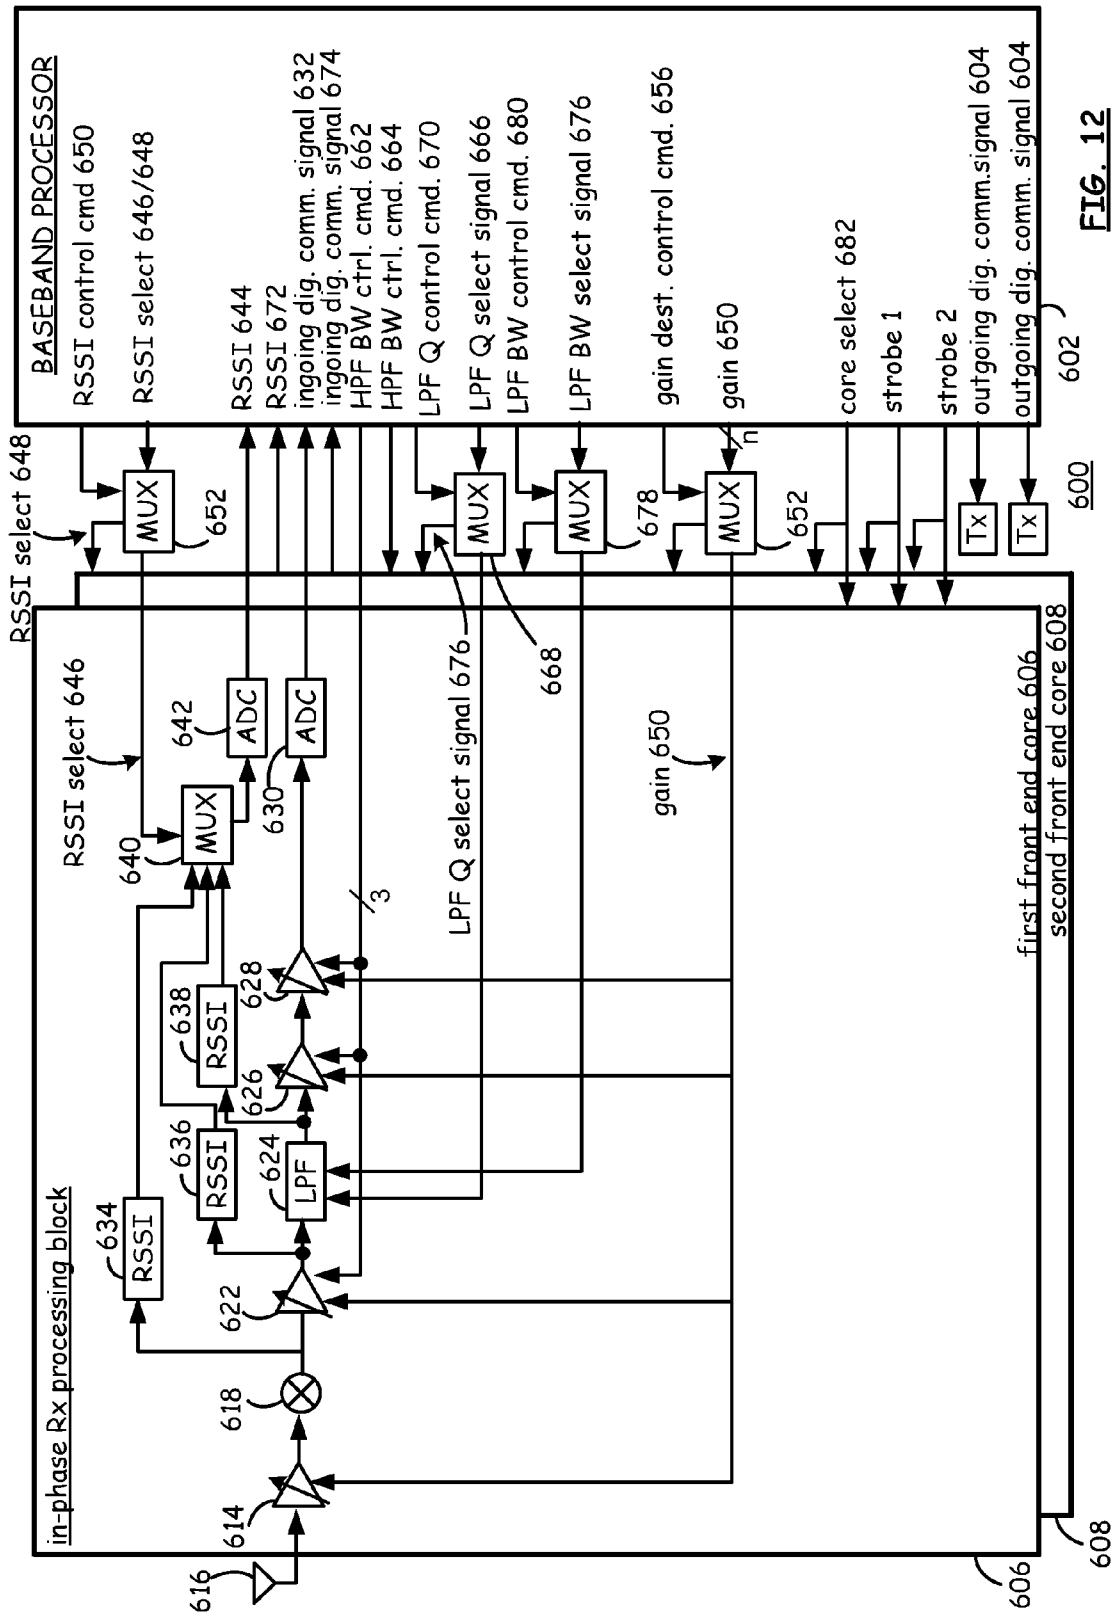 BASEBAND PROCESSOR
RSSI control cmd 650
RSSI select 646/648
RSSI 644
RSSI 672
ingoing dig. comm. signal 632
ingoing dig. comm. signal 674
HPF BW ctrl. cmd. 662
HPF BW ctrl. cmd. 664
LPF Q control cmd. 670
LPF Q select signal 666
LPF BW control cmd. 680
LPF BW select signal 676
gain dest. control cmd. 656
gain 650
n
core select 682
strobe 1
strobe 2
outgoing dig. comm.signal 604
outgoing dig. comm. signal 604
602
FIG. 12
600
RSSI select 648
MUX
652
MUX
668
MUX
678
MUX
652
Tx
Tx
RSSI select 646
640
MUX
642
ADC
630
ADC
3
LPF Q select signal 676
gain 650
in-phase Rx processing block
634
RSSI
636
RSSI
638
RSSI
616
614
618
622
624
LPF
626
628
first front end core 606
second front end core 608
606
608